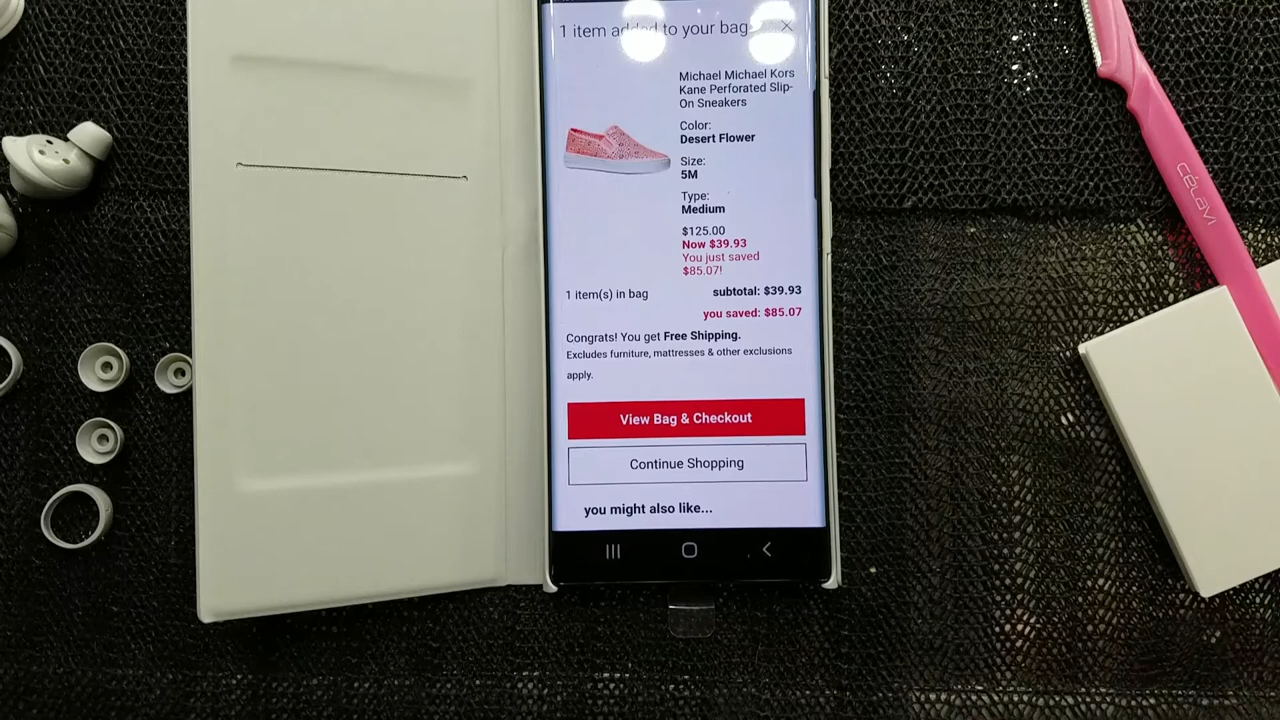 1 item added to your bag
Michael Michael Kors
Kane Perforated Slip-
On Sneakers
Color:
Desert Flower
Size:
5M
Type:
Medium
$125.00
Now $39.93
You just saved
$85.07!
1 item(s) in bag
subtotal: $39.93
you saved: $85.07
Congrats! You get Free Shipping.
Excludes furniture, mattresses & other exclusions
apply.
View Bag & Checkout
Continue Shopping
you might also like...
CÉLAVI